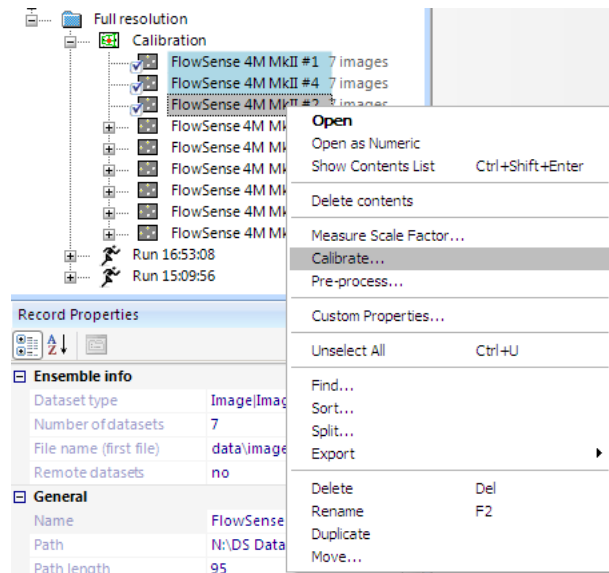 Full resolution
Calibration
FlowSense 4M MkII #1 7 images
FlowSense 4M MkII #4 7 images
FlowSense 4M MkII #2 7 images
FlowSense 4M Mk
FlowSense 4M Mk
FlowSense 4M Mk
FlowSense 4M Mk
FlowSense 4M Mk
FlowSense 4M Mk
Run 16:53:08
Run 15:09:56
Open
Open as Numeric
Show Contents List Ctrl+Shift+Enter
Delete contents
Measure Scale Factor...
Calibrate...
Pre-process...
Custom Properties...
Unselect All Ctrl+U
Find...
Sort...
Split...
Export
Delete Del
Rename F2
Duplicate
Move...
Record Properties
Ensemble info
Dataset type Image|Imag
Number of datasets 7
File name (first file) data\image
Remote datasets no
General
Name FlowSense
Path N:\DS Data
Path length 95